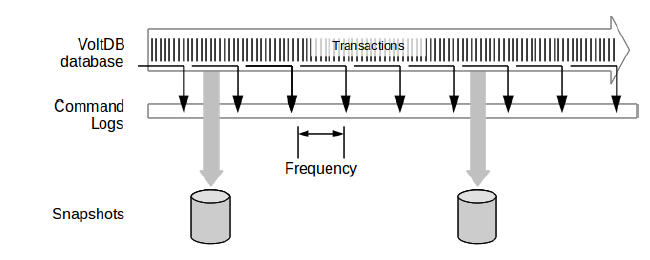 VoltDB
database
Transactions
Command
Logs
Frequency
Snapshots